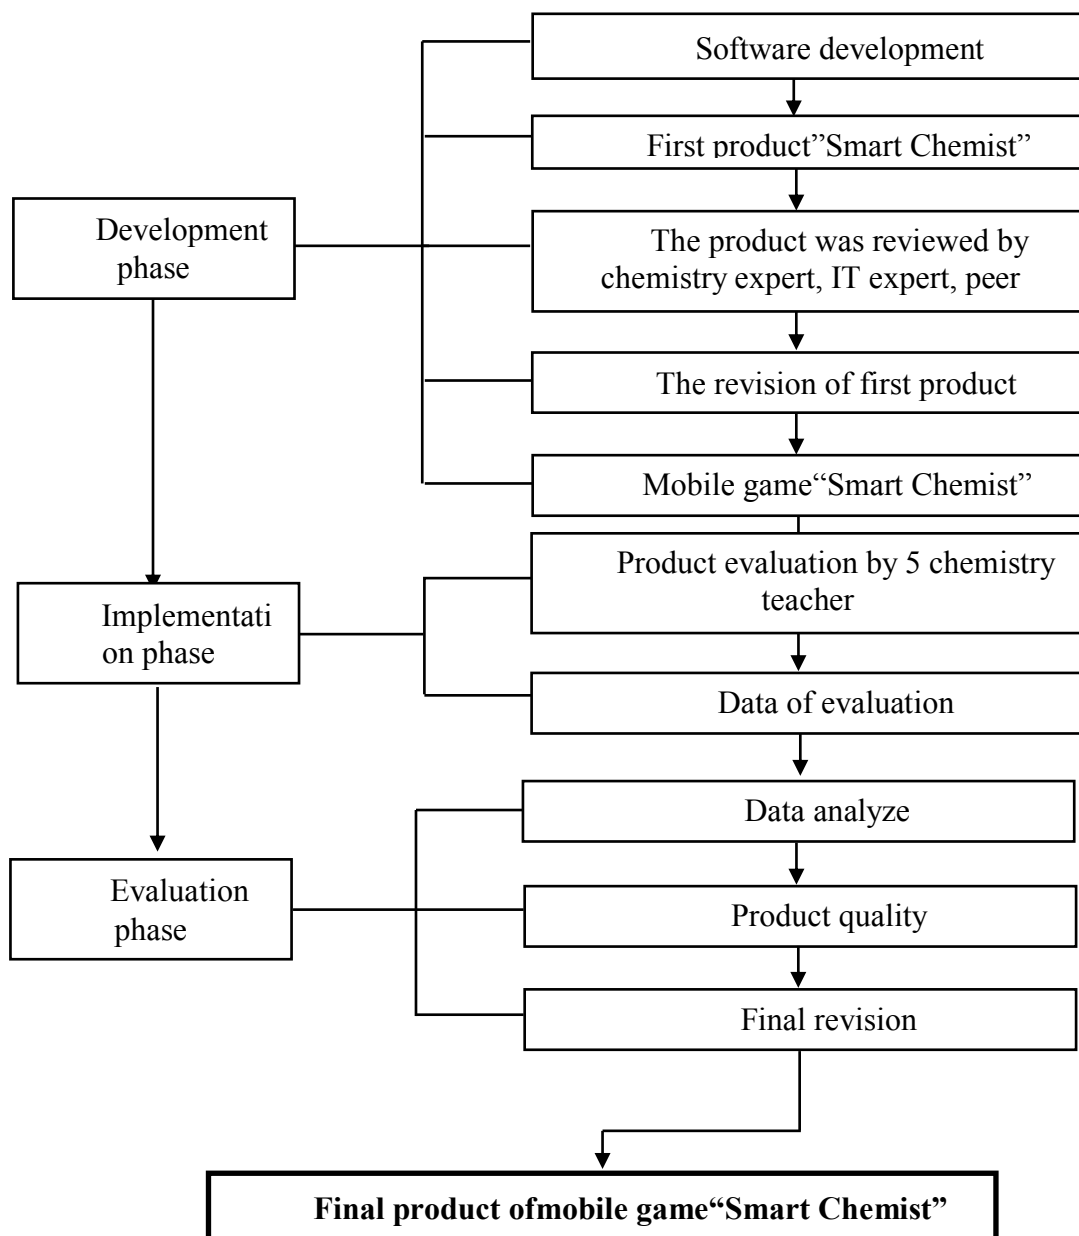 Software development
First product”Smart Chemist”
Development
phase
The product was reviewed by
chemistry expert, IT expert, peer
The revision of first product
Mobile game“Smart Chemist”
Product evaluation by 5 chemistry
teacher
Implementati
on phase
Data of evaluation
Data analyze
Evaluation
phase
Product quality
Final revision
Final product ofmobile game“Smart Chemist”